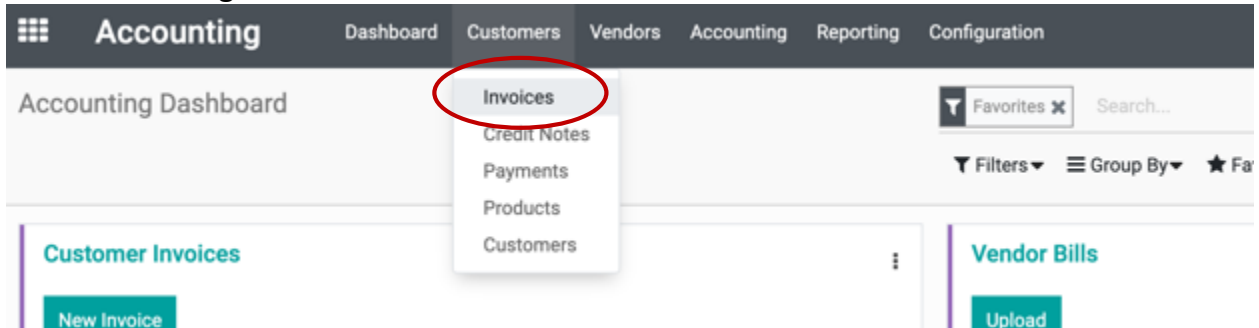 Accounting Dashboard Customers Vendors Accounting Reporting Configuration
Accounting Dashboard
Invoices
Credit Notes
Payments
Products
Customers
Favorites Search...
Filters Group By Fa
Customer Invoices
New Invoice
Vendor Bills
Upload